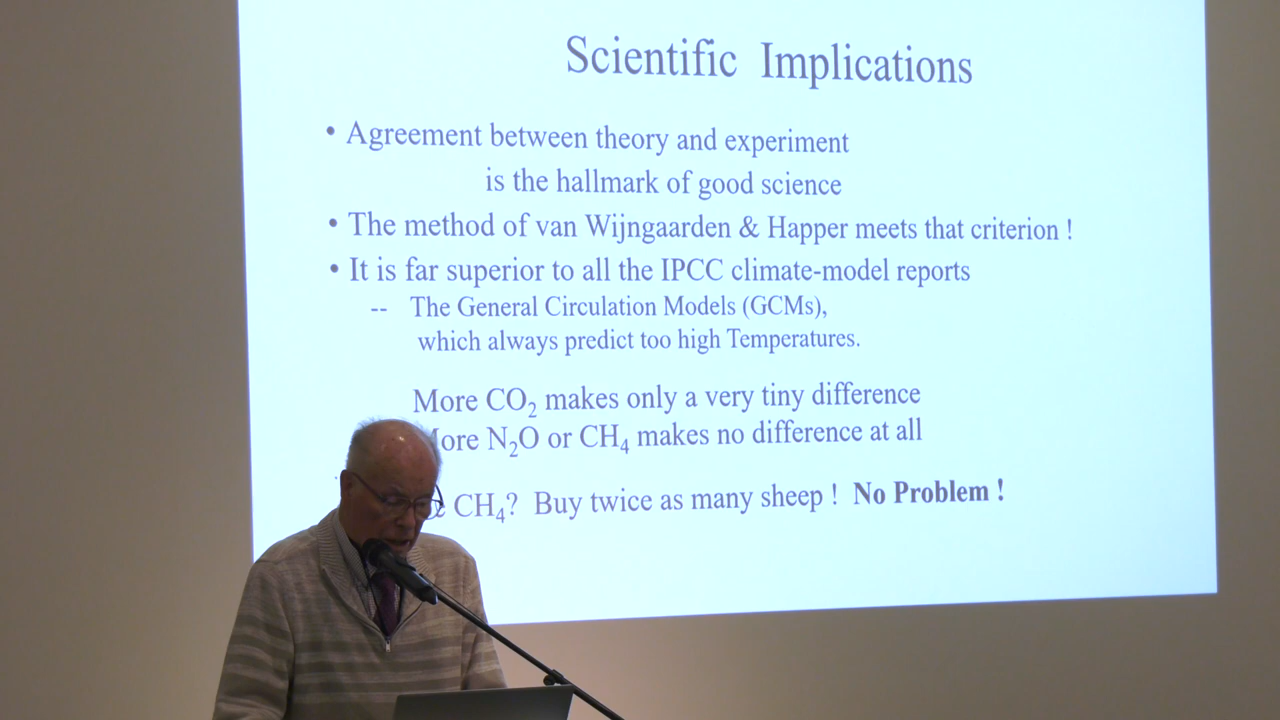 Scientific Implications
• Agreement between theory and experiment
is the hallmark of good science
• The method of van Wijngaarden & Happer meets that criterion !
• It is far superior to all the IPCC climate-model reports
-- The General Circulation Models (GCMs),
which always predict too high Temperatures.
More CO₂ makes only a very tiny difference
More N₂O or CH₄ makes no difference at all
CH₄? Buy twice as many sheep ! No Problem !